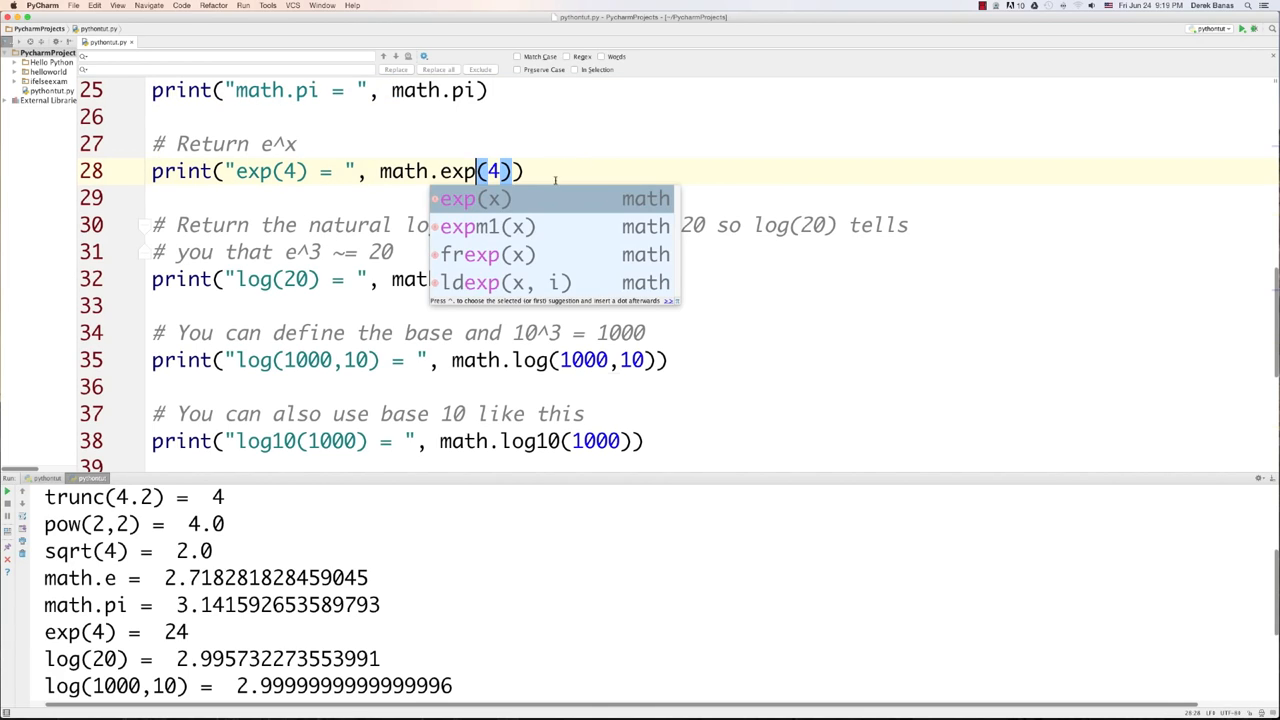 PyCharm File Edit View Navigate Code Refactor Run Tools VCS Window Help
Fri Jun 24 9:19 PM Derek Banas
pythontut.py - PycharmProjects - [~/PycharmProjects]
PycharmProjects pythontut.py
pythontut
pythontut.py
PycharmProject
Hello Python
helloworld
ifelseexam
pythontut.py
External Librarie
Match Case Regex Words
Replace Replace all Exclude Preserve Case In Selection
25 print("math.pi = ", math.pi)
26
27 # Return e^x
28 print("exp(4) = ", math.exp(4))
29
30 # Return the natural lo 20 so log(20) tells
31 # you that e^3 ~= 20
32 print("log(20) = ", mat
33
34 # You can define the base and 10^3 = 1000
35 print("log(1000,10) = ", math.log(1000,10))
36
37 # You can also use base 10 like this
38 print("log10(1000) = ", math.log10(1000))
39
exp(x) math
expm1(x) math
frexp(x) math
ldexp(x, i) math
Press ^. to choose the selected (or first) suggestion and insert a dot afterwards >>
Run: pythontut pythontut
trunc(4.2) = 4
pow(2,2) = 4.0
sqrt(4) = 2.0
math.e = 2.718281828459045
math.pi = 3.141592653589793
exp(4) = 24
log(20) = 2.995732273553991
log(1000,10) = 2.9999999999999996
28:28 LF UTF-8